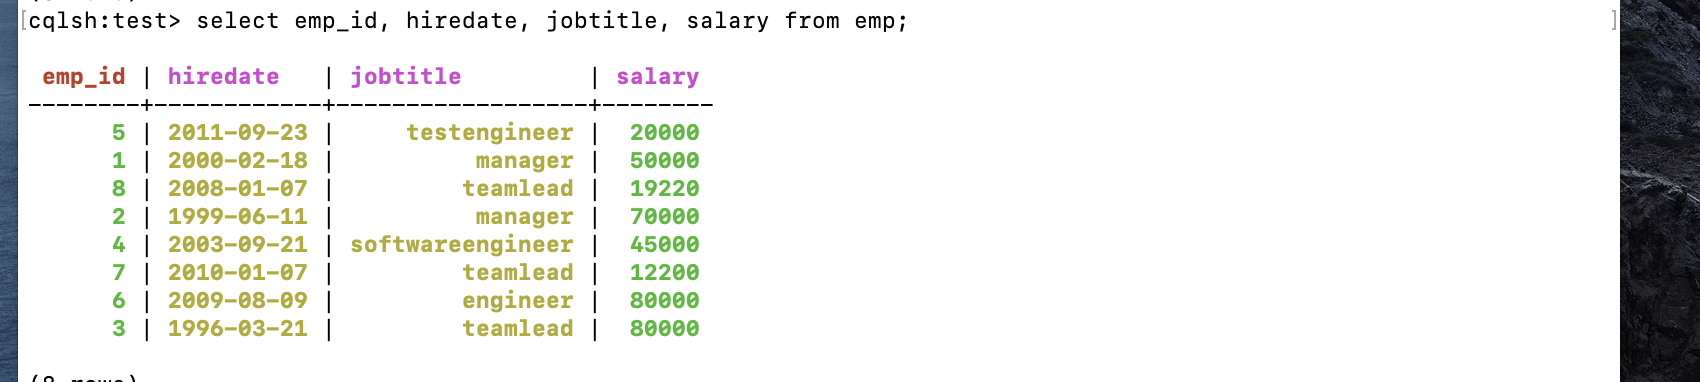 [cqlsh:test> select emp_id, hiredate, jobtitle, salary from emp; ]
emp_id | hiredate | jobtitle | salary
--------+------------+------------------+--------
5 | 2011-09-23 | testengineer | 20000
1 | 2000-02-18 | manager | 50000
8 | 2008-01-07 | teamlead | 19220
2 | 1999-06-11 | manager | 70000
4 | 2003-09-21 | softwareengineer | 45000
7 | 2010-01-07 | teamlead | 12200
6 | 2009-08-09 | engineer | 80000
3 | 1996-03-21 | teamlead | 80000
(8 rows)